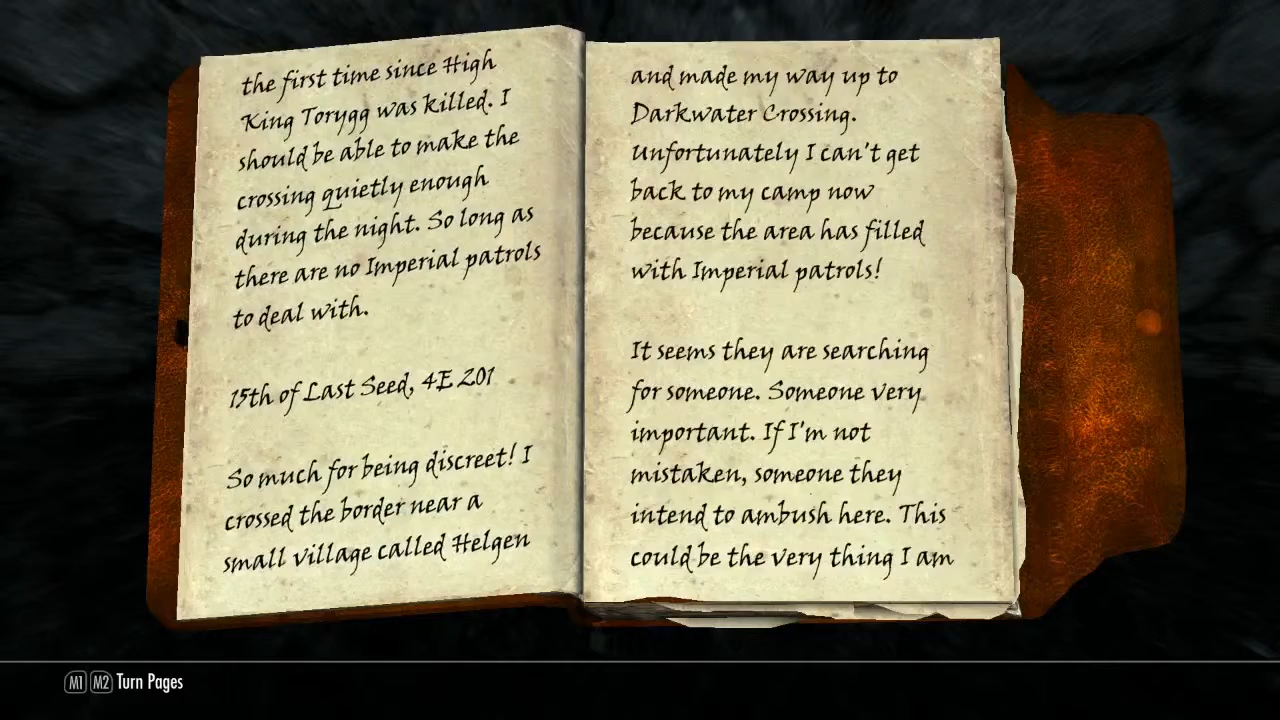 the first time since High
King Torygg was killed. I
should be able to make the
crossing quietly enough
during the night. So long as
there are no Imperial patrols
to deal with.
15th of Last Seed, 4E 201
So much for being discreet! I
crossed the border near a
small village called Helgen
and made my way up to
Darkwater Crossing.
Unfortunately I can't get
back to my camp now
because the area has filled
with Imperial patrols!
It seems they are searching
for someone. Someone very
important. If I'm not
mistaken, someone they
intend to ambush here. This
could be the very thing I am
M1 M2 Turn Pages